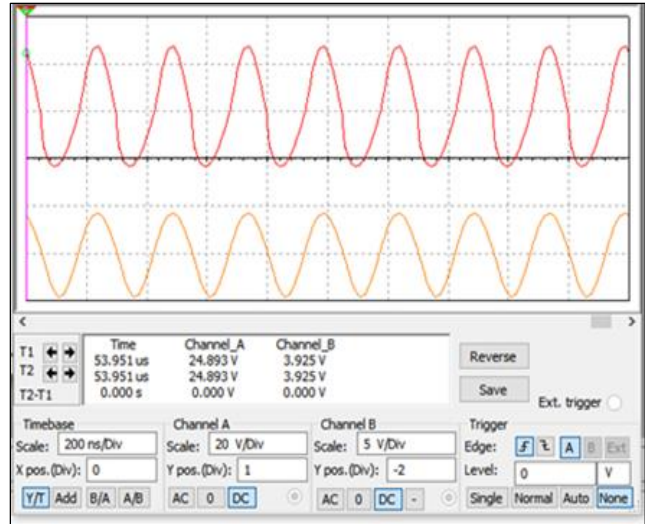 Time Channel_A Channel_B
T1 53.951 us 24.893 V 3.925 V
T2 53.951 us 24.893 V 3.925 V
T2-T1 0.000 s 0.000 V 0.000 V
Reverse
Save
Ext. trigger
Timebase
Scale: 200 ns/Div
X pos.(Div): 0
Y/T Add B/A A/B
Channel A
Scale: 20 V/Div
Y pos.(Div): 1
AC 0 DC
Channel B
Scale: 5 V/Div
Y pos.(Div): -2
AC 0 DC -
Trigger
Edge: A B Ext
Level: 0 V
Single Normal Auto None